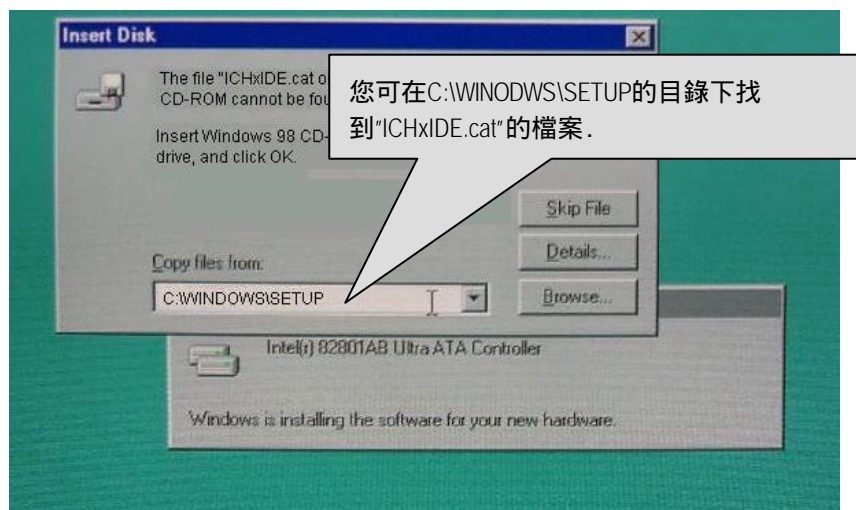 Insert Disk
The file "ICHxIDE.cat o
CD-ROM cannot be fou
Insert Windows 98 CD-
drive, and click OK.
您可在C:\WINODWS\SETUP的目錄下找
到"ICHxIDE.cat"的檔案.
Skip File
Details...
Copy files from:
C:\WINDOWS\SETUP
Browse...
Intel(r) 82801AB Ultra ATA Controller
Windows is installing the software for your new hardware.